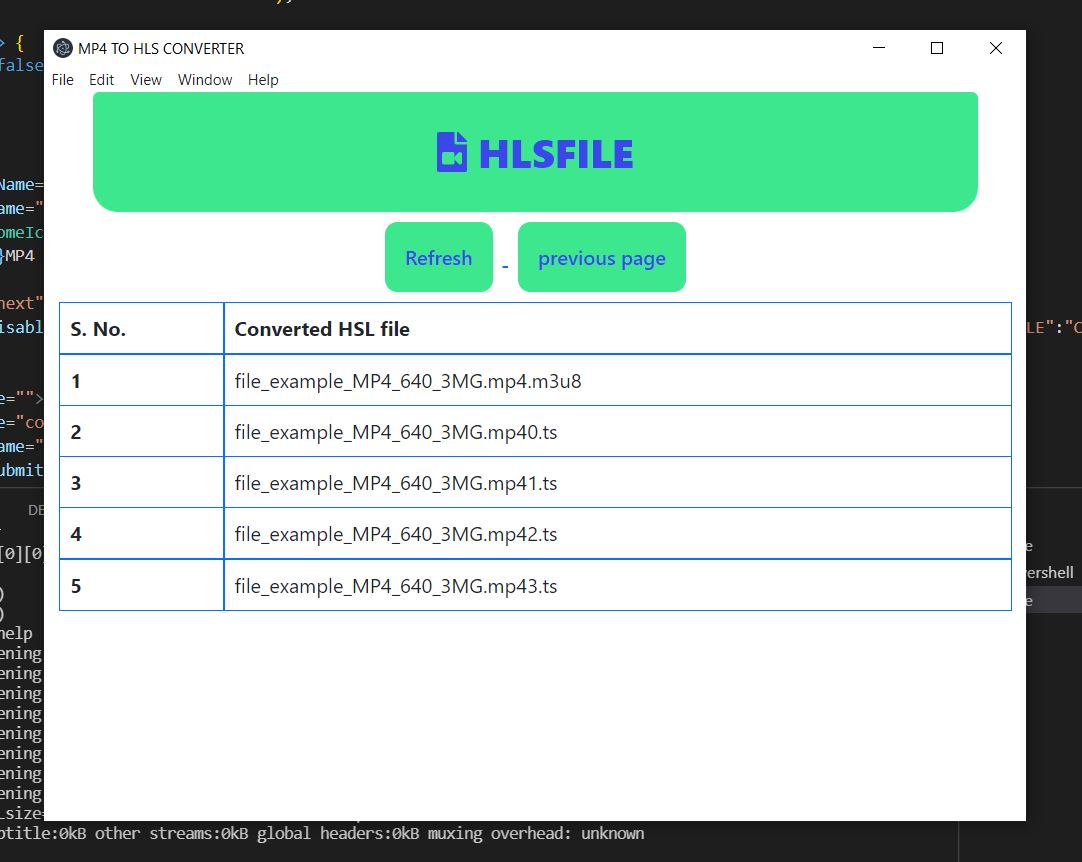 > {
false
MP4 TO HLS CONVERTER
File Edit View Window Help
HLSFILE
Refresh - previous page
S. No. Converted HSL file
1 file_example_MP4_640_3MG.mp4.m3u8
2 file_example_MP4_640_3MG.mp40.ts
3 file_example_MP4_640_3MG.mp41.ts
4 file_example_MP4_640_3MG.mp42.ts
5 file_example_MP4_640_3MG.mp43.ts
Name=
ame="
omeIc
}MP4
next"
isabl LE":"C
e="">
e="co
ame="
ubmit
DE
[0][0]
)
)
help
ening
ening
ening
ening
ening
ening
ening
ening
lsize=
btitle:0kB other streams:0kB global headers:0kB muxing overhead: unknown
e
ershell
e